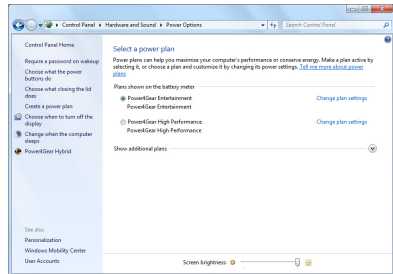 Control Panel
Hardware and Sound
Power Options
Search Control Panel
Control Panel Home
Require a password on wakeup
Choose what the power
buttons do
Choose what closing the lid
does
Create a power plan
Choose when to turn off the
display
Change when the computer
sleeps
Power4Gear Hybrid
See also
Personalization
Windows Mobility Center
User Accounts
Select a power plan
Power plans can help you maximize your computer's performance or conserve energy. Make a plan active by
selecting it, or choose a plan and customize it by changing its power settings. Tell me more about power
plans
Plans shown on the battery meter
Power4Gear Entertainment
Change plan settings
Power4Gear Entertainment
Power4Gear High Performance
Change plan settings
Power4Gear High Performance
Show additional plans
Screen brightness: